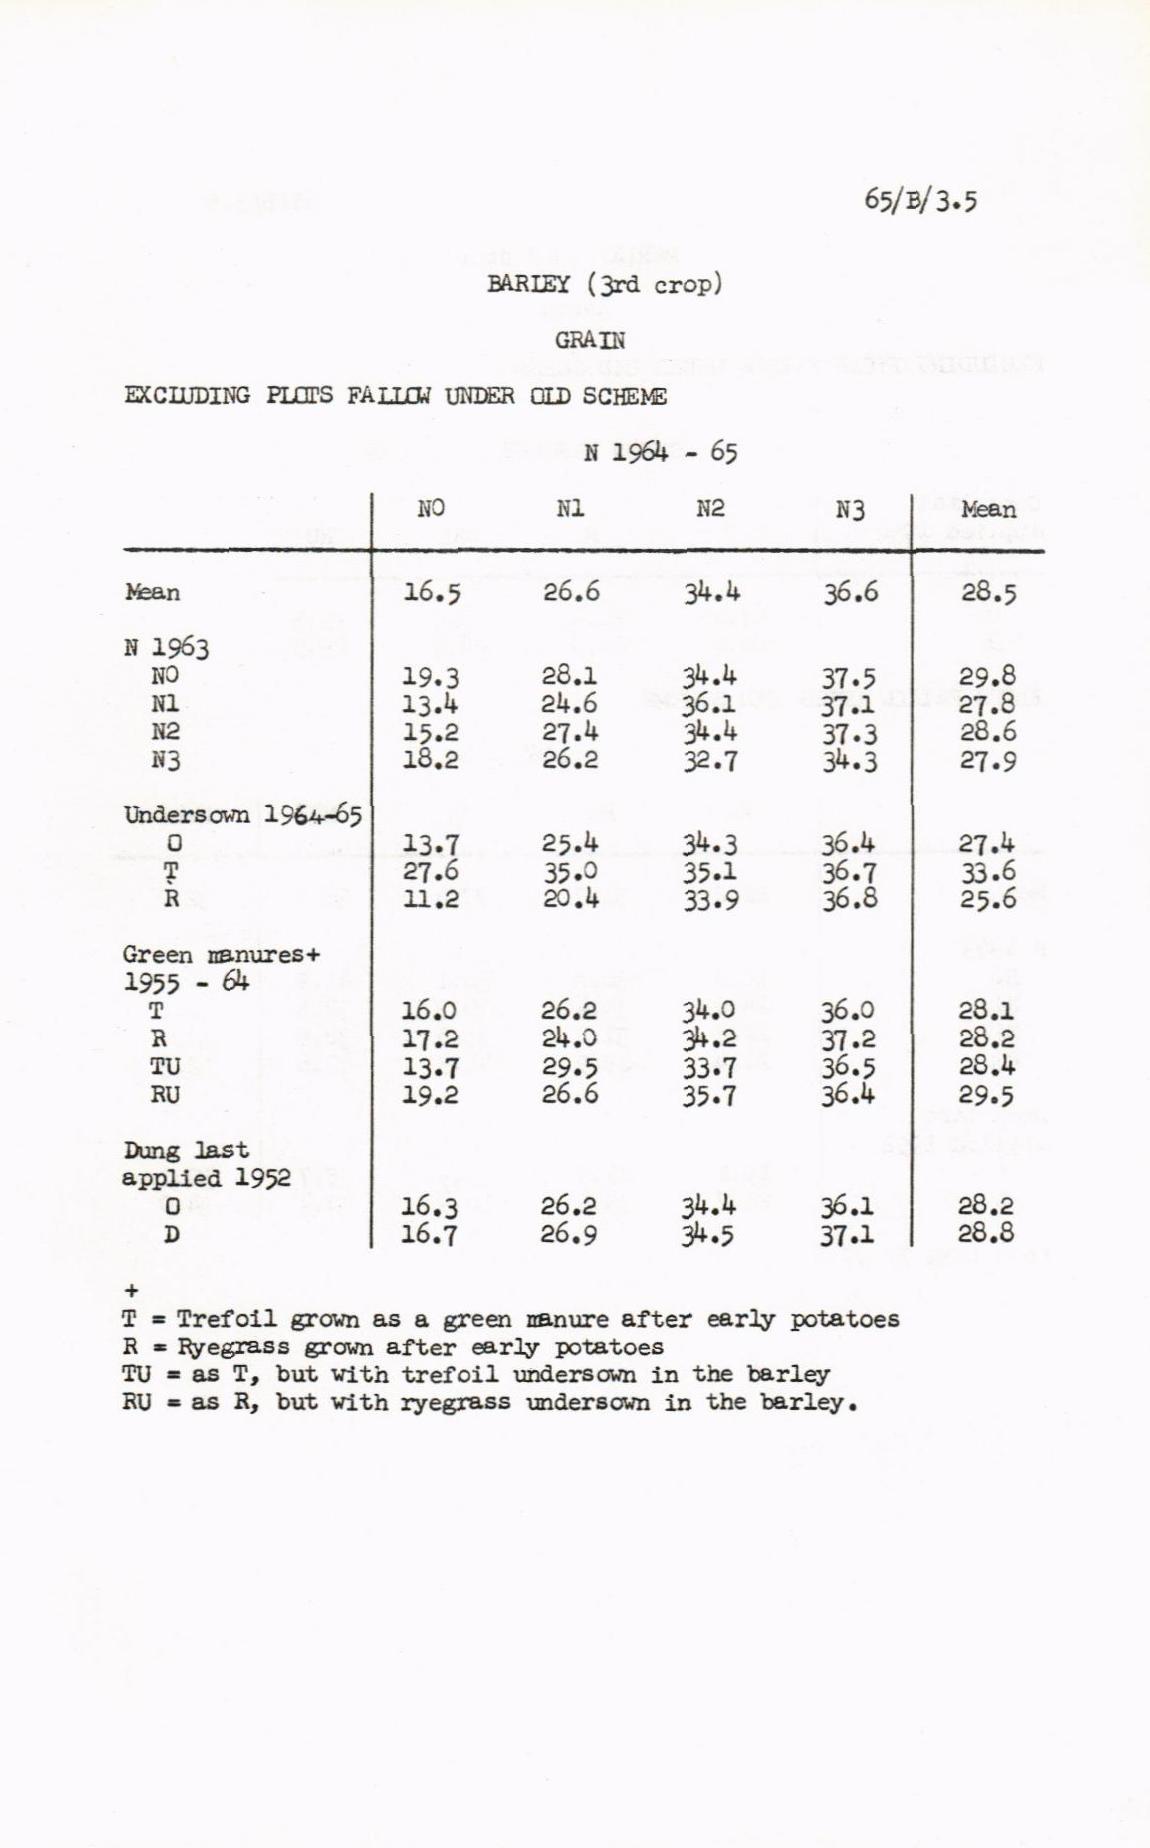 65/B/3.5
BARLEY (3rd crop)
GRAIN
EXCLUDING PLOTS FALLOW UNDER OLD SCHEME
N 1964 - 65
N0 N1 N2 N3 Mean
Mean 16.5 26.6 34.4 36.6 28.5
N 1963
N0 19.3 28.1 34.4 37.5 29.8
N1 13.4 24.6 36.1 37.1 27.8
N2 15.2 27.4 34.4 37.3 28.6
N3 18.2 26.2 32.7 34.3 27.9
Undersown 1964-65
O 13.7 25.4 34.3 36.4 27.4
T 27.6 35.0 35.1 36.7 33.6
R 11.2 20.4 33.9 36.8 25.6
Green manures+
1955 - 64
T 16.0 26.2 34.0 36.0 28.1
R 17.2 24.0 34.2 37.2 28.2
TU 13.7 29.5 33.7 36.5 28.4
RU 19.2 26.6 35.7 36.4 29.5
Dung last
applied 1952
O 16.3 26.2 34.4 36.1 28.2
D 16.7 26.9 34.5 37.1 28.8
+
T = Trefoil grown as a green manure after early potatoes
R = Ryegrass grown after early potatoes
TU = as T, but with trefoil undersown in the barley
RU = as R, but with ryegrass undersown in the barley.